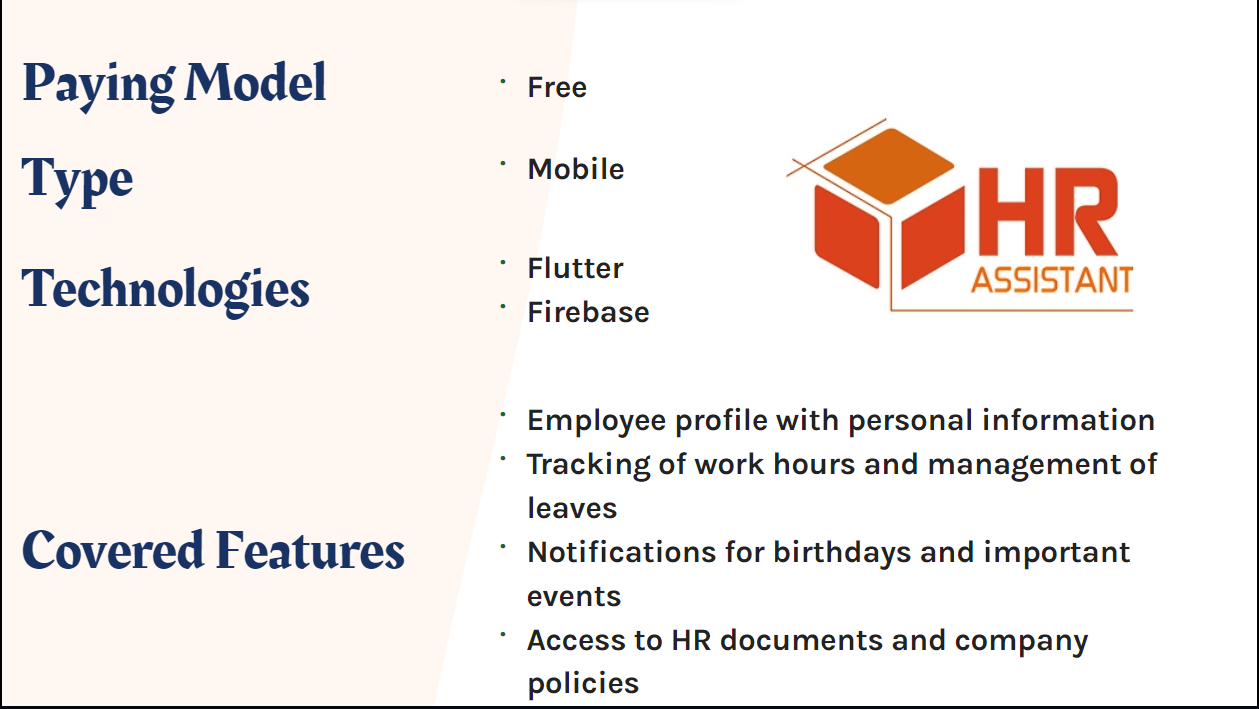 Paying Model
Free
Type
Mobile
Technologies
Flutter
Firebase
HR
ASSISTANT
Covered Features
Employee profile with personal information
Tracking of work hours and management of
leaves
Notifications for birthdays and important
events
Access to HR documents and company
policies